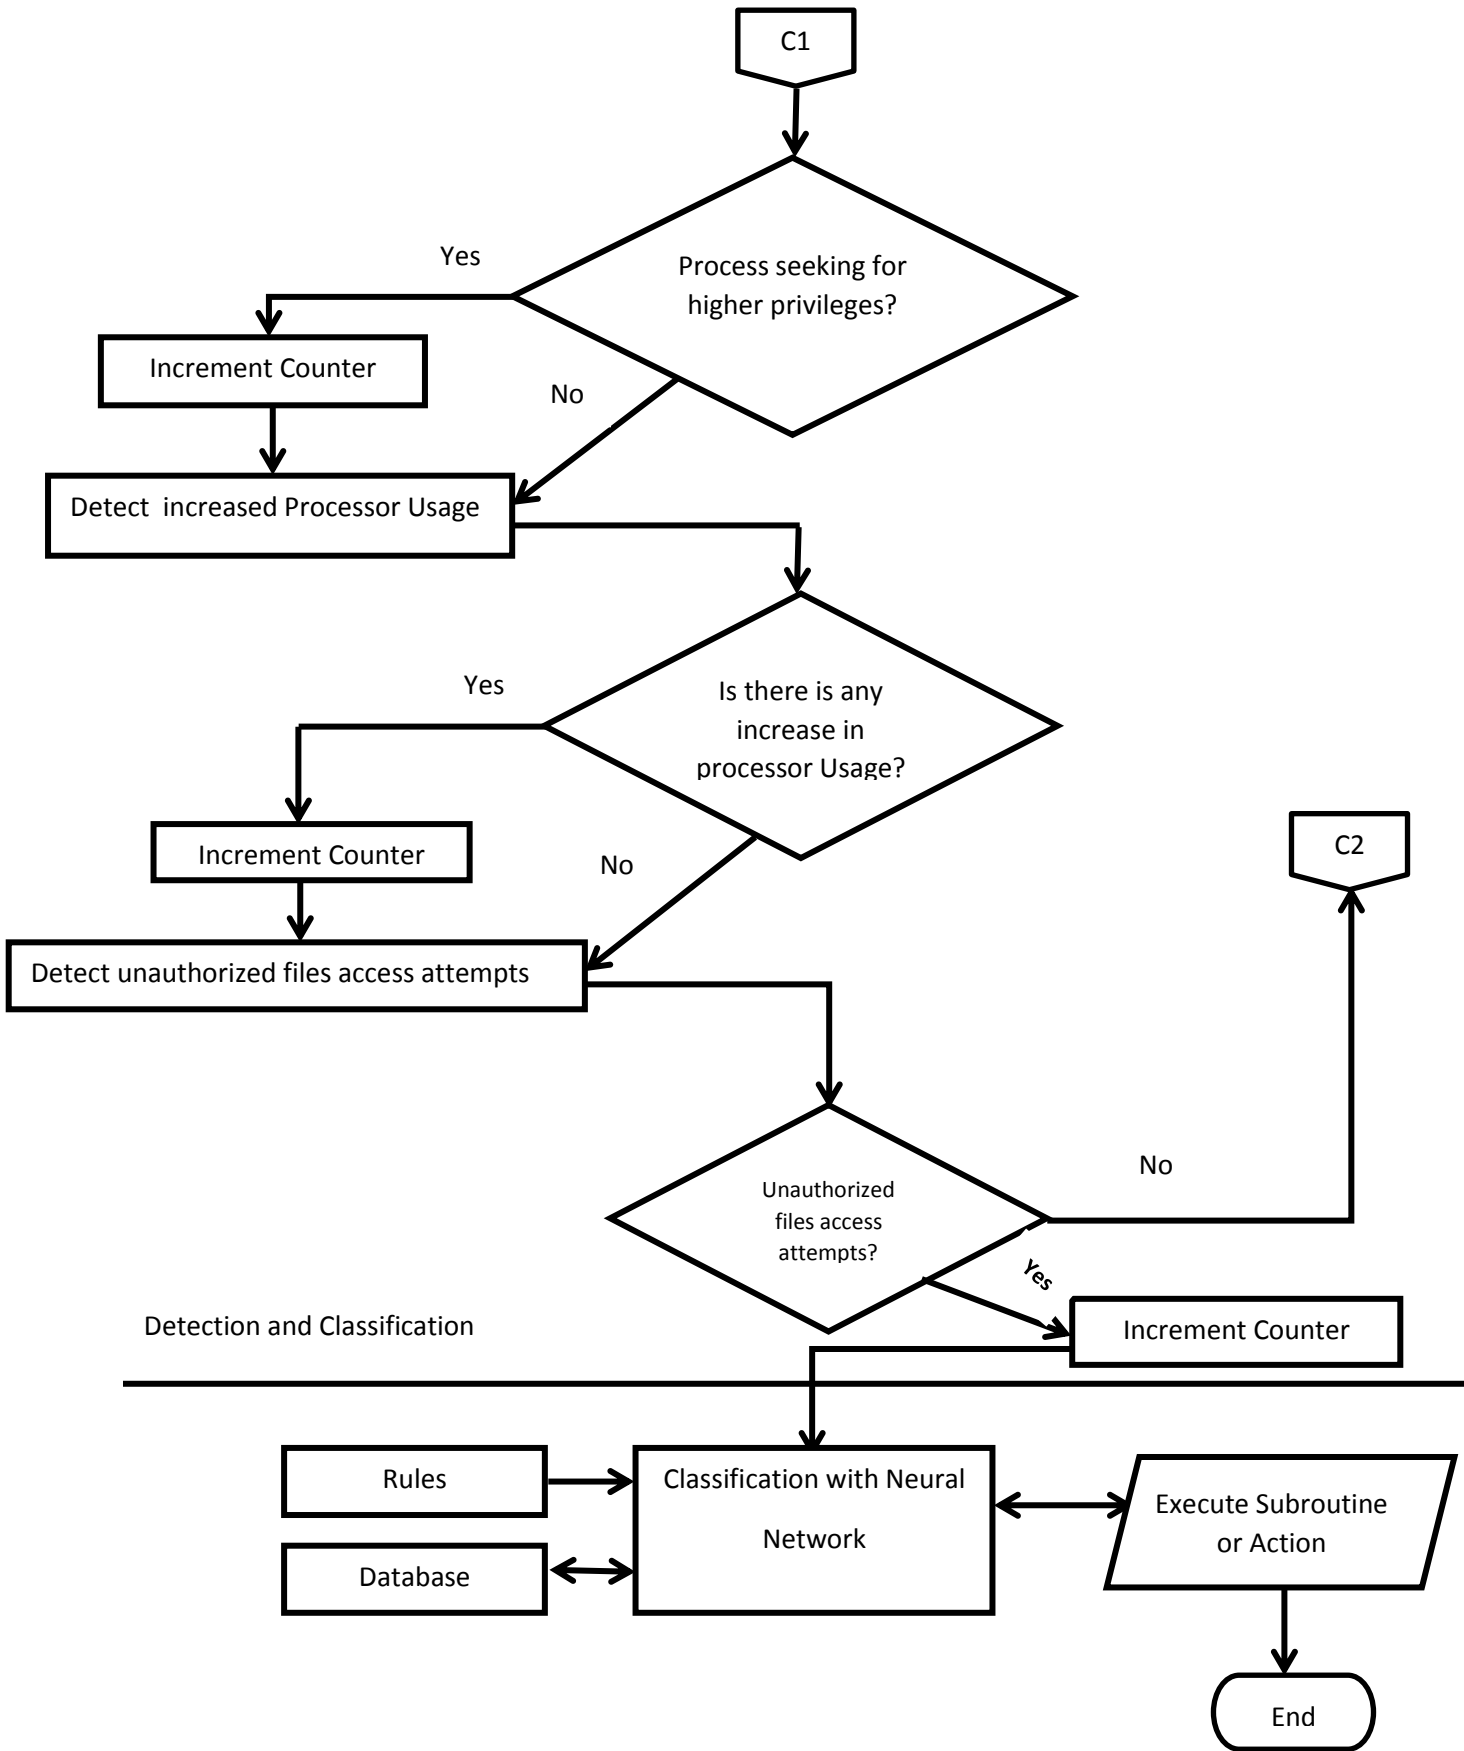 C1
Process seeking for
higher privileges?
Yes
Increment Counter
No
Detect increased Processor Usage
Is there is any
increase in
processor Usage?
Yes
Increment Counter
No
C2
Detect unauthorized files access attempts
Unauthorized
files access
attempts?
No
Yes
Increment Counter
Detection and Classification
Rules
Classification with Neural
Network
Database
Execute Subroutine
or Action
End